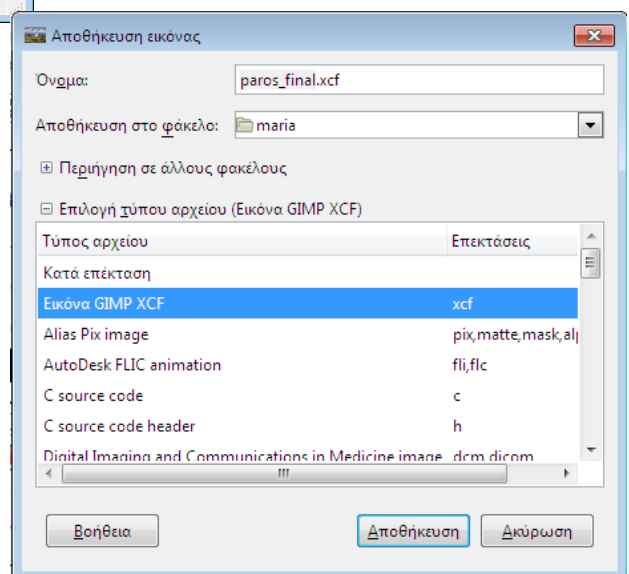 Αποθήκευση εικόνας
Όνομα: paros_final.xcf
Αποθήκευση στο φάκελο: maria
Περιήγηση σε άλλους φακέλους
Επιλογή τύπου αρχείου (Εικόνα GIMP XCF)
Τύπος αρχείου Επεκτάσεις
Κατά επέκταση
Εικόνα GIMP XCF xcf
Alias Pix image pix,matte,mask,alp
AutoDesk FLIC animation fli,flc
C source code c
C source code header h
Digital Imaging and Communications in Medicine image dcm dicom
Βοήθεια Αποθήκευση Ακύρωση